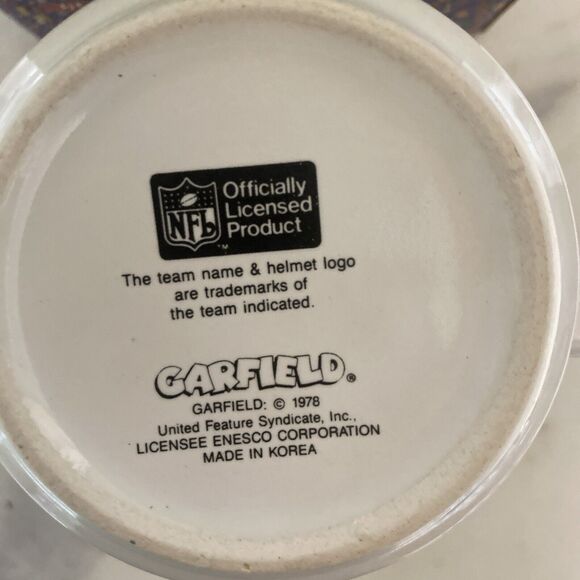 NFL
Officially
Licensed
Product
TM
The team name & helmet logo
are trademarks of
the team indicated.
GARFIELD®
GARFIELD: © 1978
United Feature Syndicate, Inc.,
LICENSEE ENESCO CORPORATION
MADE IN KOREA